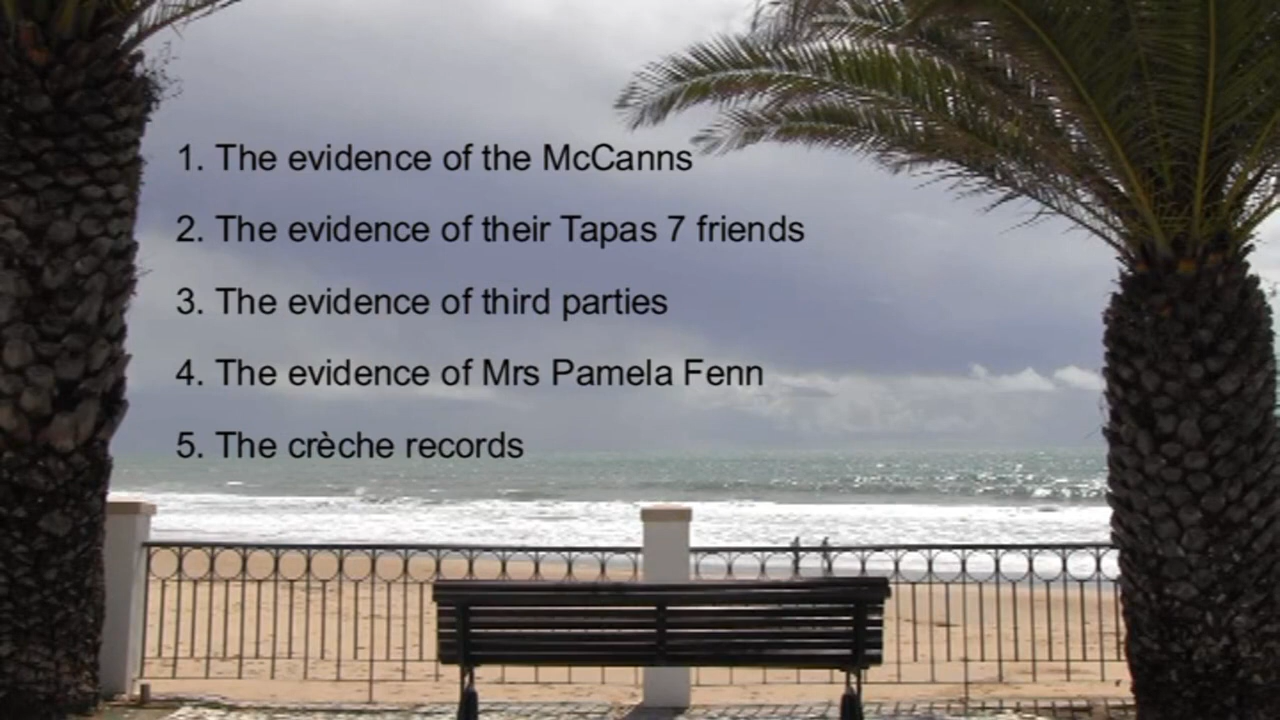 1. The evidence of the McCanns
2. The evidence of their Tapas 7 friends
3. The evidence of third parties
4. The evidence of Mrs Pamela Fenn
5. The crèche records